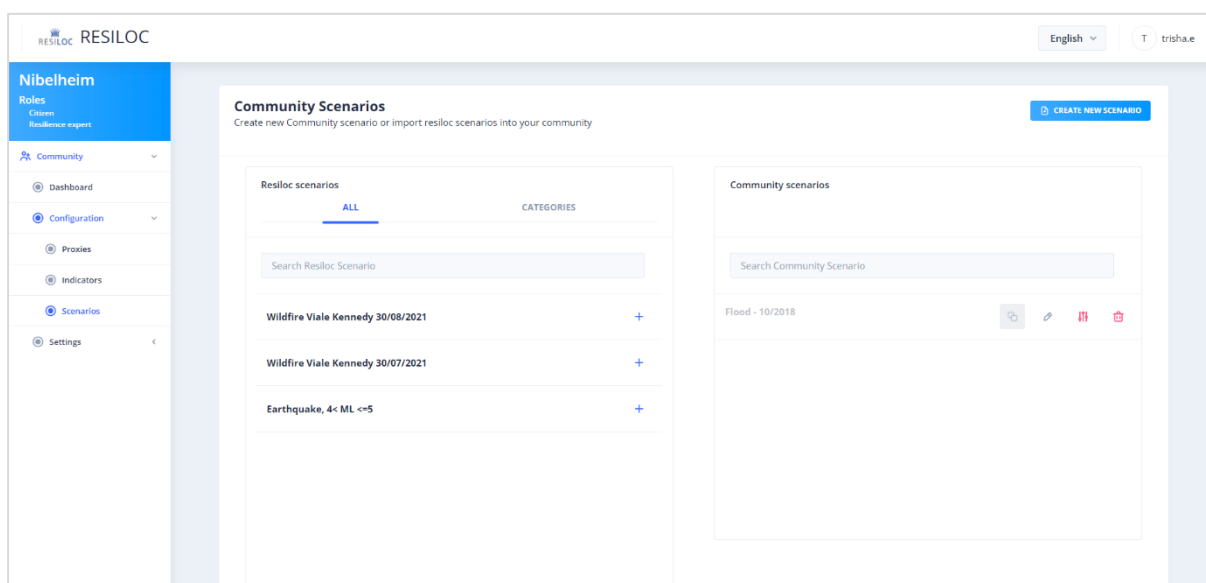 RESILOC RESILOC
English
T trisha.e
Nibelheim
Roles
Citizen
Resilience expert
Community
Dashboard
Configuration
Proxies
Indicators
Scenarios
Settings
Community Scenarios
Create new Community scenario or import resiloc scenarios into your community
CREATE NEW SCENARIO
Resiloc scenarios
ALL
CATEGORIES
Search Resiloc Scenario
Wildfire Viale Kennedy 30/08/2021
Wildfire Viale Kennedy 30/07/2021
Earthquake, 4< ML <=5
Community scenarios
Search Community Scenario
Flood - 10/2018